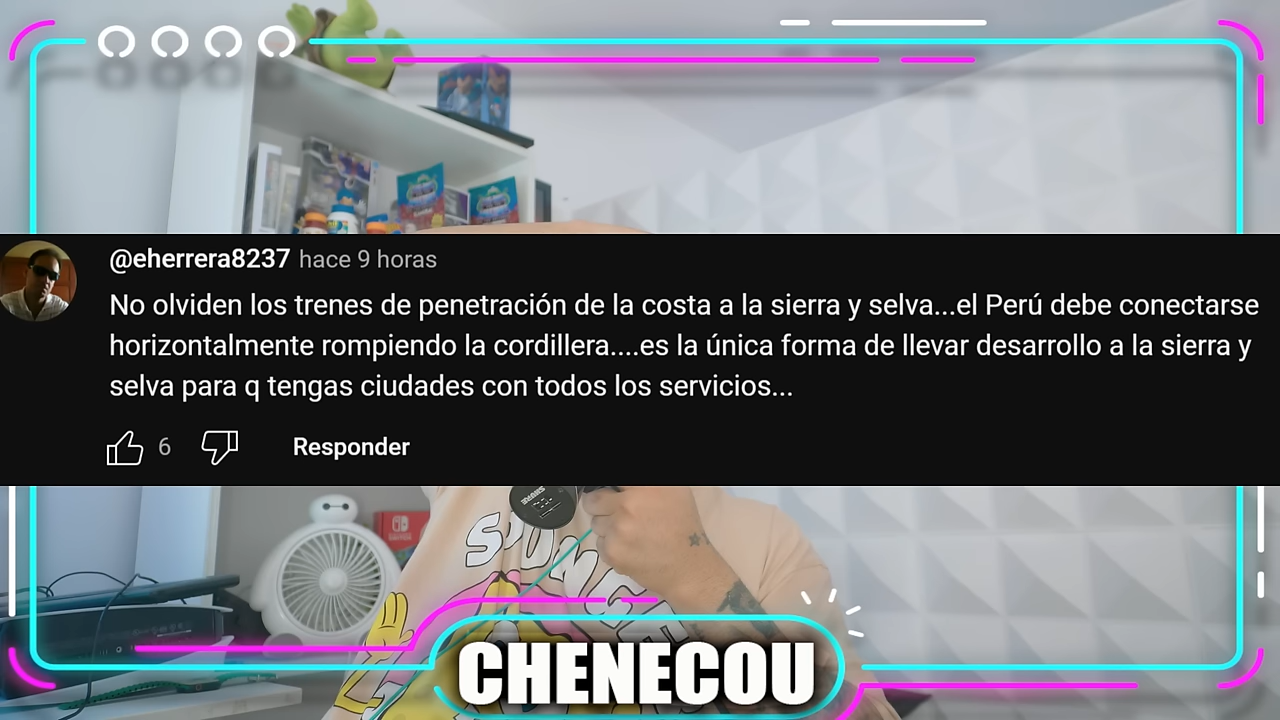 @eherrera8237 hace 9 horas
No olviden los trenes de penetración de la costa a la sierra y selva...el Perú debe conectarse
horizontalmente rompiendo la cordillera....es la única forma de llevar desarrollo a la sierra y
selva para q tengas ciudades con todos los servicios...
6 Responder
CHENECOU